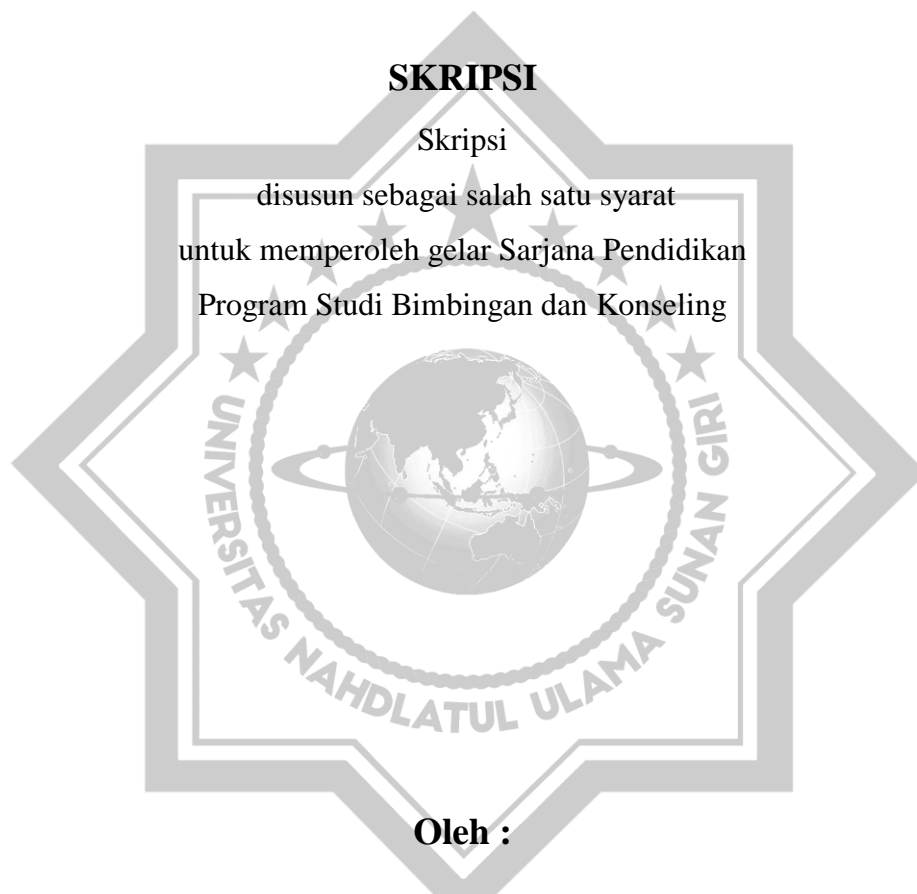 SKRIPSI
Skripsi
disusun sebagai salah satu syarat
untuk memperoleh gelar Sarjana Pendidikan
Program Studi Bimbingan dan Konseling
UNIVERSITAS NAHDLATUL ULAMA SUNAN GIRI
Oleh :